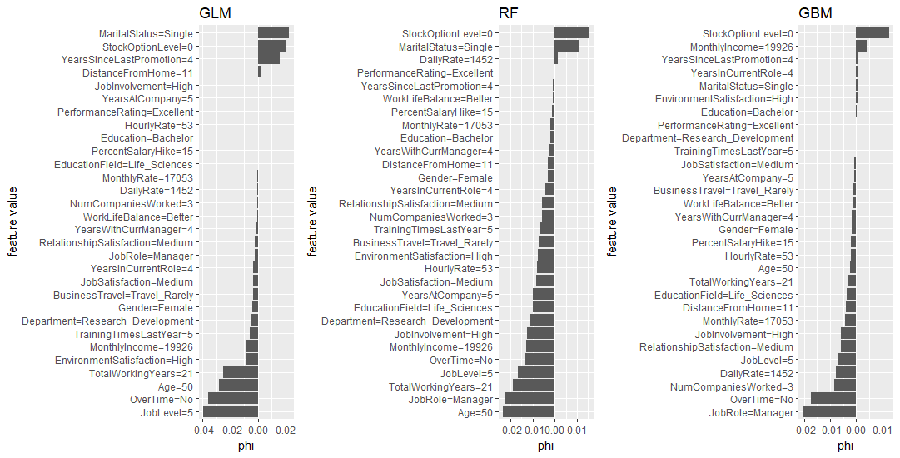 GLM
feature value
MaritalStatus=Single
StockOptionLevel=0
YearsSinceLastPromotion=4
DistanceFromHome=11
JobInvolvement=High
YearsAtCompany=5
PerformanceRating=Excellent
HourlyRate=53
Education=Bachelor
PercentSalaryHike=15
EducationField=Life_Sciences
MonthlyRate=17053
DailyRate=1452
NumCompaniesWorked=3
WorkLifeBalance=Better
YearsWithCurrManager=4
RelationshipSatisfaction=Medium
JobRole=Manager
YearsInCurrentRole=4
JobSatisfaction=Medium
BusinessTravel=Travel_Rarely
Gender=Female
Department=Research_Development
TrainingTimesLastYear=5
MonthlyIncome=19926
EnvironmentSatisfaction=High
TotalWorkingYears=21
Age=50
OverTime=No
JobLevel=5
-0.04 -0.02 0.00 0.02
phi
RF
feature value
StockOptionLevel=0
MaritalStatus=Single
DailyRate=1452
PerformanceRating=Excellent
YearsSinceLastPromotion=4
WorkLifeBalance=Better
PercentSalaryHike=15
MonthlyRate=17053
Education=Bachelor
YearsWithCurrManager=4
DistanceFromHome=11
Gender=Female
YearsInCurrentRole=4
RelationshipSatisfaction=Medium
NumCompaniesWorked=3
TrainingTimesLastYear=5
BusinessTravel=Travel_Rarely
EnvironmentSatisfaction=High
HourlyRate=53
JobSatisfaction=Medium
YearsAtCompany=5
EducationField=Life_Sciences
Department=Research_Development
JobInvolvement=High
MonthlyIncome=19926
OverTime=No
JobLevel=5
TotalWorkingYears=21
JobRole=Manager
Age=50
-0.02 -0.01 0.00 0.01
phi
GBM
feature value
StockOptionLevel=0
MonthlyIncome=19926
YearsSinceLastPromotion=4
YearsInCurrentRole=4
MaritalStatus=Single
EnvironmentSatisfaction=High
Education=Bachelor
PerformanceRating=Excellent
Department=Research_Development
TrainingTimesLastYear=5
JobSatisfaction=Medium
YearsAtCompany=5
BusinessTravel=Travel_Rarely
WorkLifeBalance=Better
YearsWithCurrManager=4
Gender=Female
PercentSalaryHike=15
HourlyRate=53
Age=50
TotalWorkingYears=21
EducationField=Life_Sciences
DistanceFromHome=11
MonthlyRate=17053
JobInvolvement=High
RelationshipSatisfaction=Medium
JobLevel=5
DailyRate=1452
NumCompaniesWorked=3
OverTime=No
JobRole=Manager
-0.02 -0.01 0.00 0.01
phi